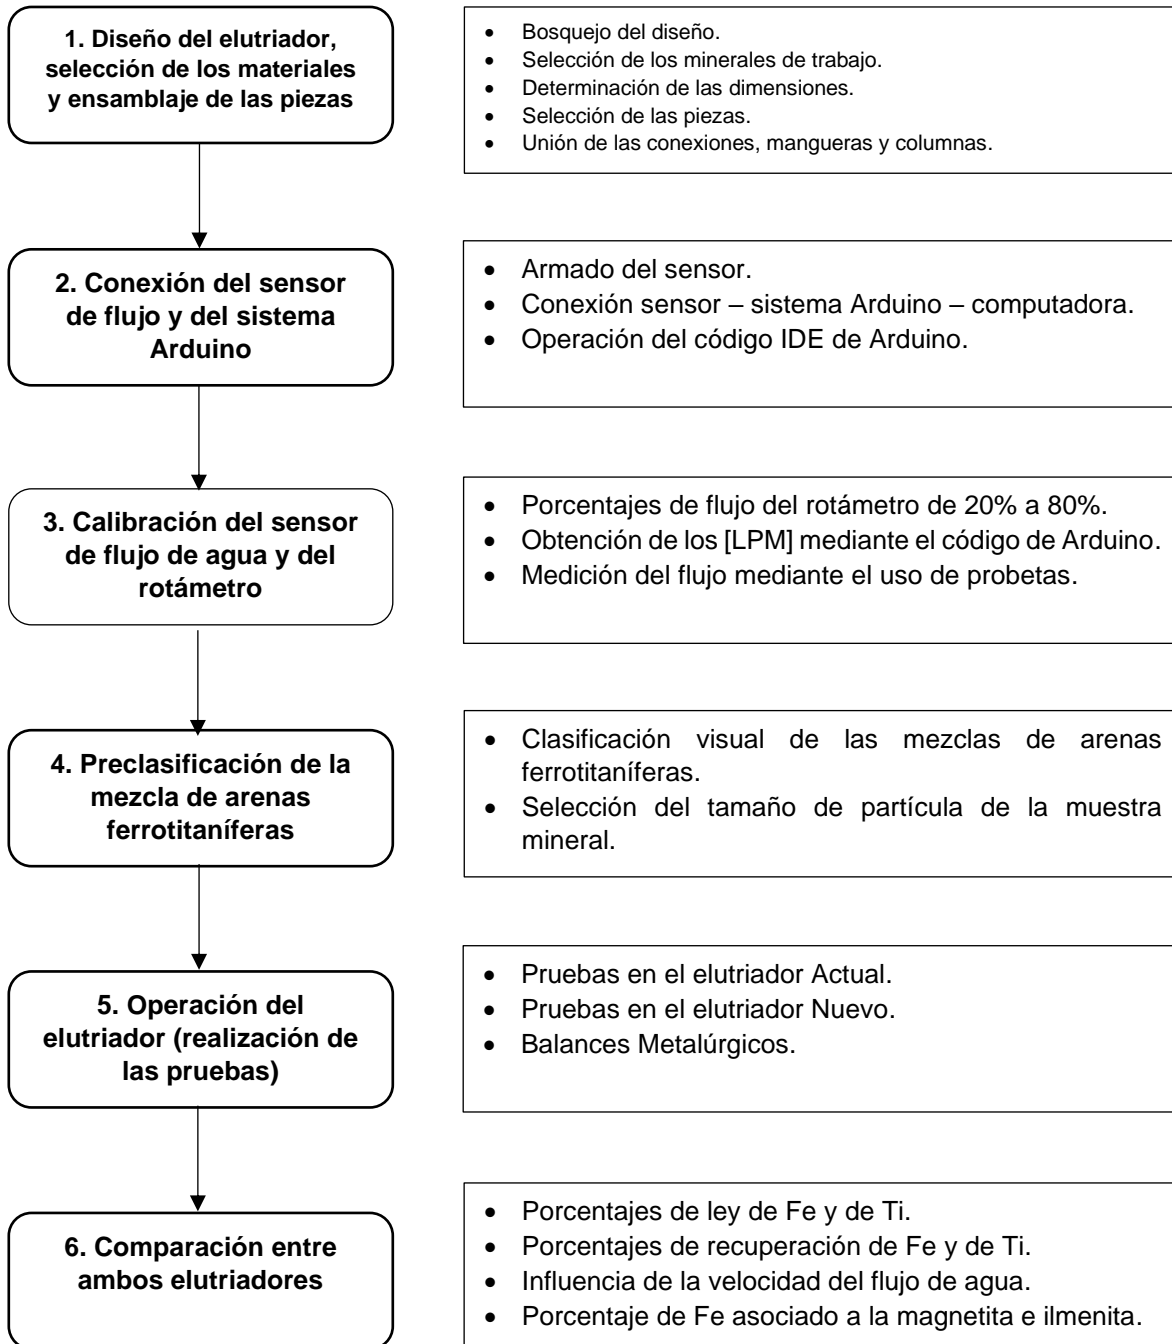 1. Diseño del elutriador,
selección de los materiales
y ensamblaje de las piezas
• Bosquejo del diseño.
• Selección de los minerales de trabajo.
• Determinación de las dimensiones.
• Selección de las piezas.
• Unión de las conexiones, mangueras y columnas.
2. Conexión del sensor
de flujo y del sistema
Arduino
• Armado del sensor.
• Conexión sensor – sistema Arduino – computadora.
• Operación del código IDE de Arduino.
3. Calibración del sensor
de flujo de agua y del
rotámetro
• Porcentajes de flujo del rotámetro de 20% a 80%.
• Obtención de los [LPM] mediante el código de Arduino.
• Medición del flujo mediante el uso de probetas.
4. Preclasificación de la
mezcla de arenas
ferrotitaníferas
• Clasificación visual de las mezclas de arenas
ferrotitaníferas.
• Selección del tamaño de partícula de la muestra
mineral.
5. Operación del
elutriador (realización de
las pruebas)
• Pruebas en el elutriador Actual.
• Pruebas en el elutriador Nuevo.
• Balances Metalúrgicos.
6. Comparación entre
ambos elutriadores
• Porcentajes de ley de Fe y de Ti.
• Porcentajes de recuperación de Fe y de Ti.
• Influencia de la velocidad del flujo de agua.
• Porcentaje de Fe asociado a la magnetita e ilmenita.